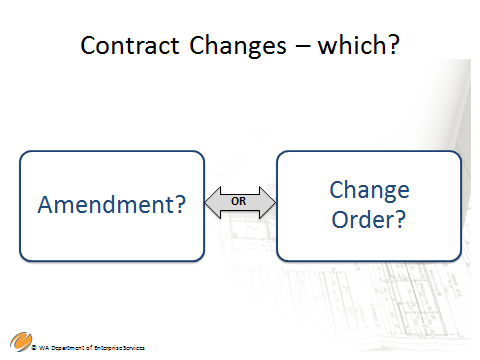 Contract Changes – which?
Amendment?
OR
Change
Order?
© WA Department of Enterprise Services